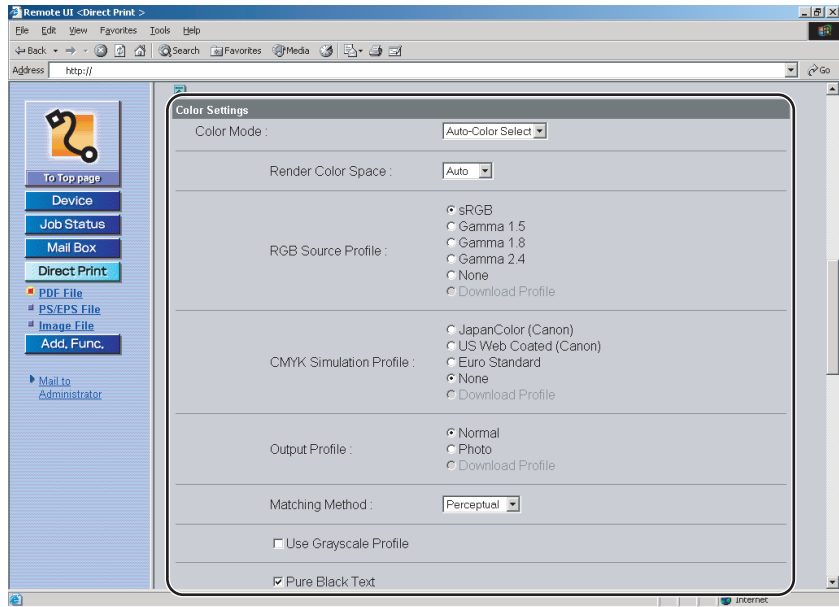 Remote UI <Direct Print >
File Edit View Favorites Tools Help
Back Search Favorites Media
Address http:// Go
To Top page
Device
Job Status
Mail Box
Direct Print
PDF File
PS/EPS File
Image File
Add. Func.
Mail to
Administrator
Color Settings
Color Mode : Auto-Color Select
Render Color Space : Auto
RGB Source Profile :
sRGB
Gamma 1.5
Gamma 1.8
Gamma 2.4
None
Download Profile
CMYK Simulation Profile :
JapanColor (Canon)
US Web Coated (Canon)
Euro Standard
None
Download Profile
Output Profile :
Normal
Photo
Download Profile
Matching Method : Perceptual
Use Grayscale Profile
Pure Black Text
Internet